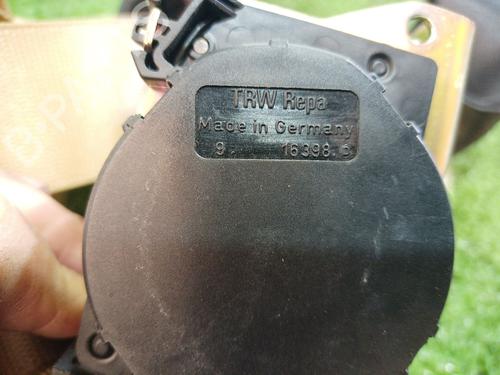 TRW Repa
Made in Germany
9. 16398.D